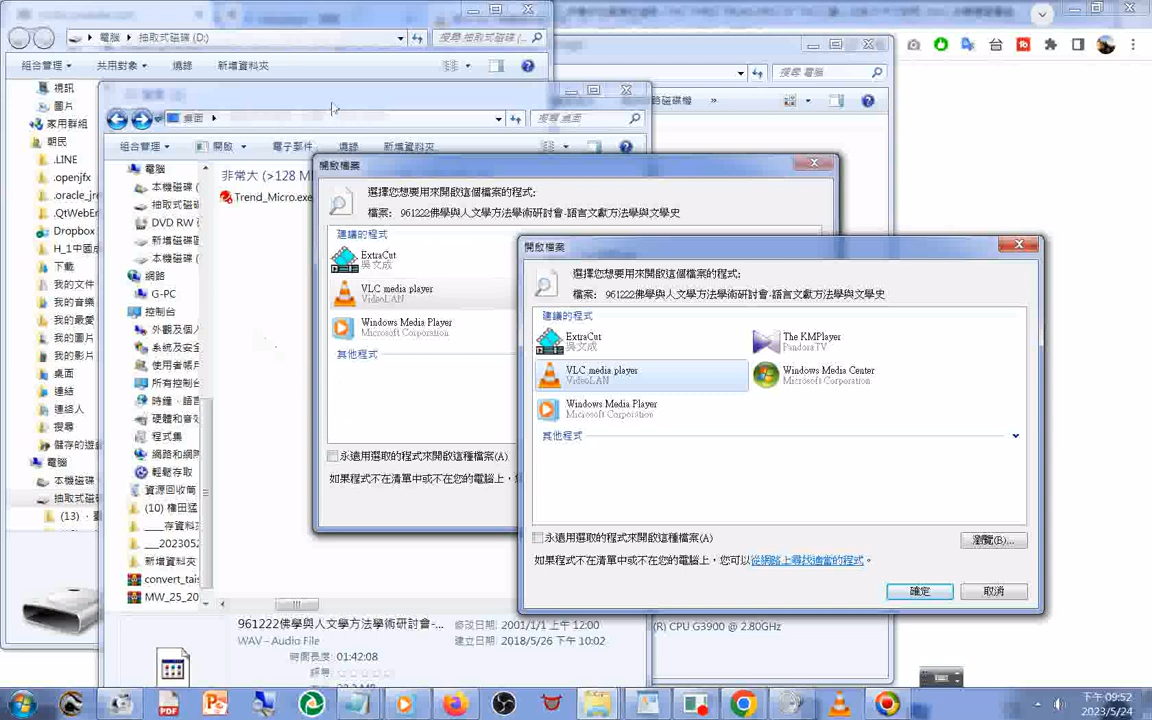 電腦 ▸ 抽取式磁碟 (D:)
搜尋 抽取式磁碟 (...
組合管理
共用對象
燒錄
新增資料夾
搜尋 電腦
»
視訊
圖片
家用群組
朝民
.LINE
.openjfx
.oracle_jre
.QtWebEn
Dropbox
H_1中國
下載
我的文件
我的音樂
我的最愛
我的圖片
我的影片
桌面
連結
連絡人
搜尋
儲存的遊戲
電腦
本機磁碟
抽取式磁碟
桌面
搜尋 桌面
組合管理
開啟
電子郵件
燒錄
新增資料夾
電腦
本機磁碟 (
抽取式磁碟
DVD RW
新增磁碟區
本機磁碟 (
網路
G-PC
控制台
外觀及個人
系統及安全
使用者帳戶
所有控制台
時鐘、語言
硬體和音效
程式集
網路和網際
輕鬆存取
資源回收筒
____存資料夾
___2023052
新增資料夾
convert_tais
MW_25_20
非常大 (>128 M
Trend_Micro.exe
961222佛學與人文學方法學術研討會-...
WAV – Audio File
時間長度: 01:42:08
修改日期: 2001/1/1 上午 12:00
建立日期: 2018/5/26 下午 10:02
開啟檔案
選擇您想要用來開啟這個檔案的程式:
檔案: 961222佛學與人文學方法學術研討會-語言文獻方法學與文學史
建議的程式
ExtraCut
吳文成
VLC media player
VideoLAN
Windows Media Player
Microsoft Corporation
其他程式
永遠用選取的程式來開啟這種檔案(A)
如果程式不在清單中或不在您的電腦上，
開啟檔案
選擇您想要用來開啟這個檔案的程式:
檔案: 961222佛學與人文學方法學術研討會-語言文獻方法學與文學史
建議的程式
ExtraCut
吳文成
The KMPlayer
Pandora TV
VLC media player
VideoLAN
Windows Media Center
Microsoft Corporation
Windows Media Player
Microsoft Corporation
其他程式
永遠用選取的程式來開啟這種檔案(A)
瀏覽(B)...
如果程式不在清單中或不在您的電腦上，您可以從網路上尋找適當的程式。
確定
取消
(R) CPU G3900 @ 2.80GHz
下午 09:52
2023/5/24